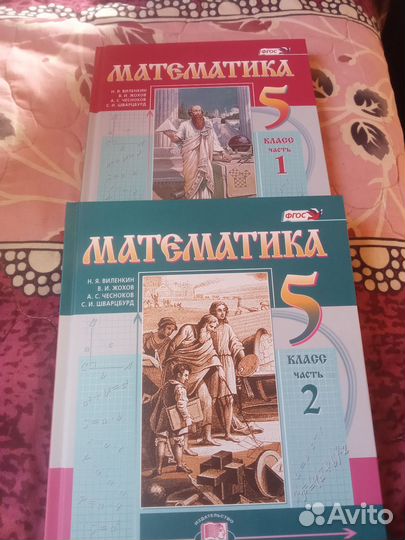 ФГОС
МАТЕМАТИКА
Н. Я. ВИЛЕНКИН
В. И. ЖОХОВ
А. С. ЧЕСНОКОВ
С. И. ШВАРЦБУРД
5
КЛАСС
ЧАСТЬ
1
ФГОС
МАТЕМАТИКА
Н. Я. ВИЛЕНКИН
В. И. ЖОХОВ
А. С. ЧЕСНОКОВ
С. И. ШВАРЦБУРД
5
КЛАСС
ЧАСТЬ
2
ИЗДАТЕЛЬСТВО
Avito